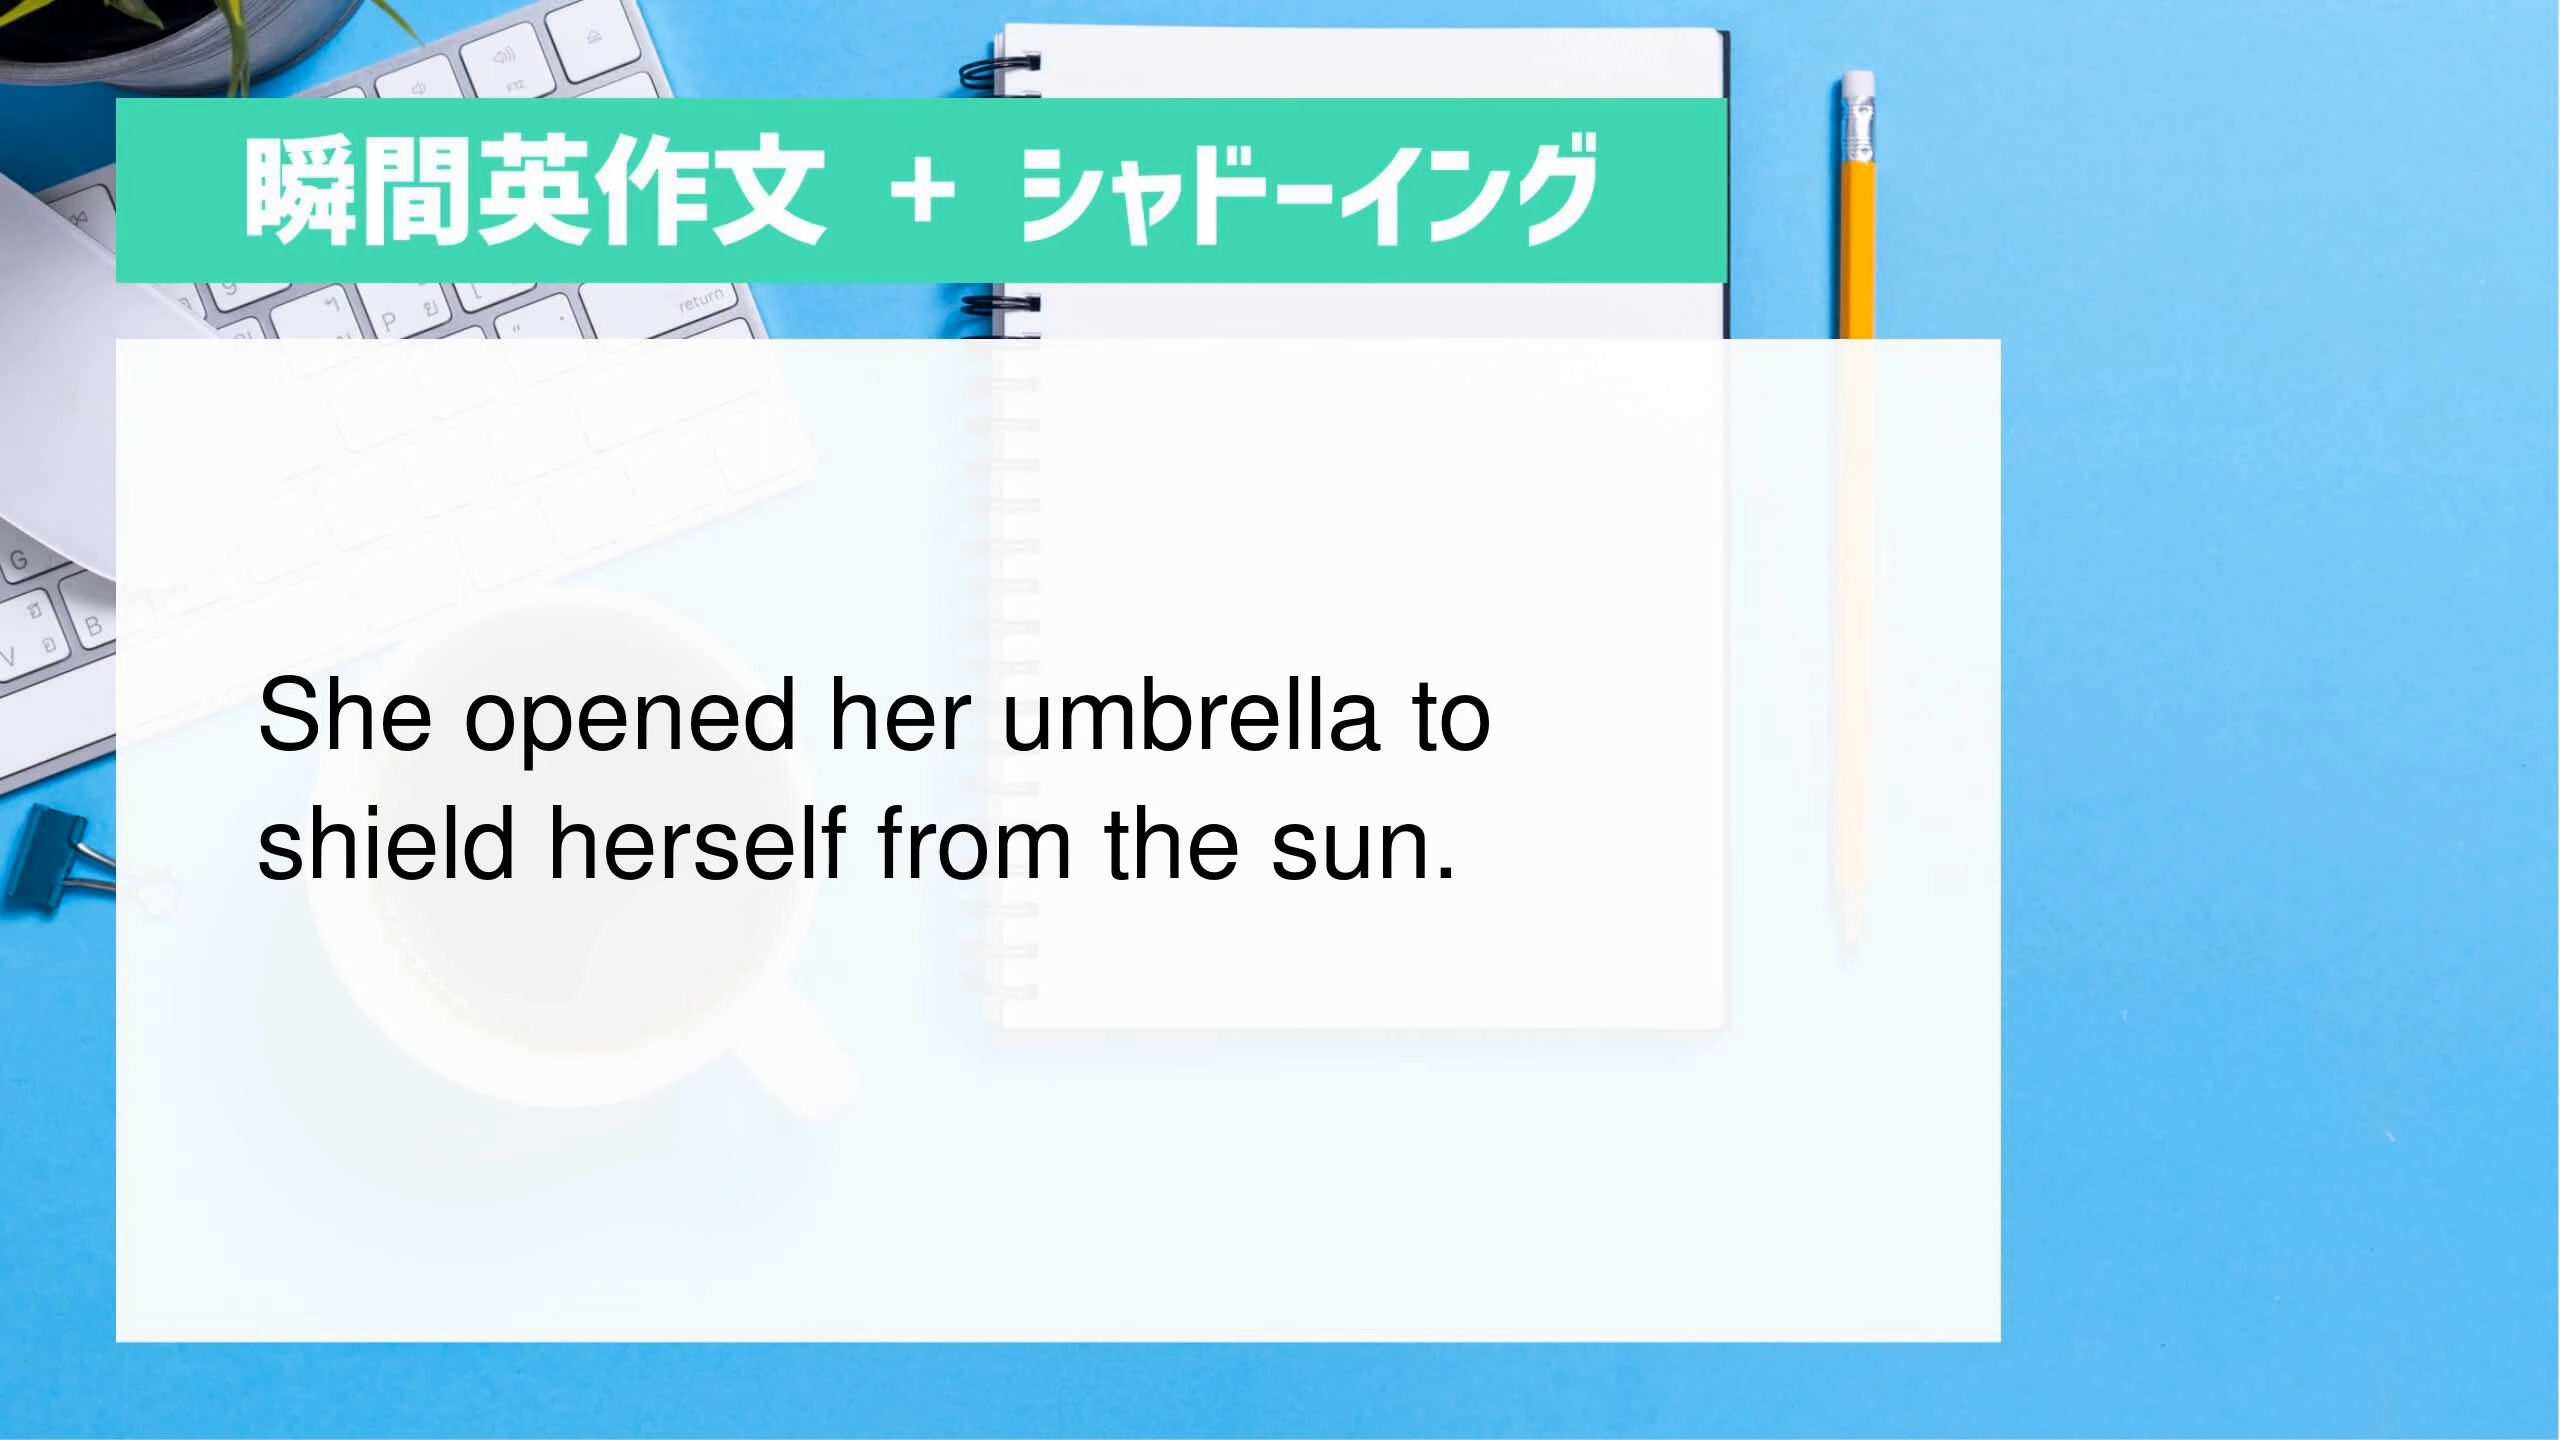 瞬間英作文 + シャドーイング
She opened her umbrella to
shield herself from the sun.